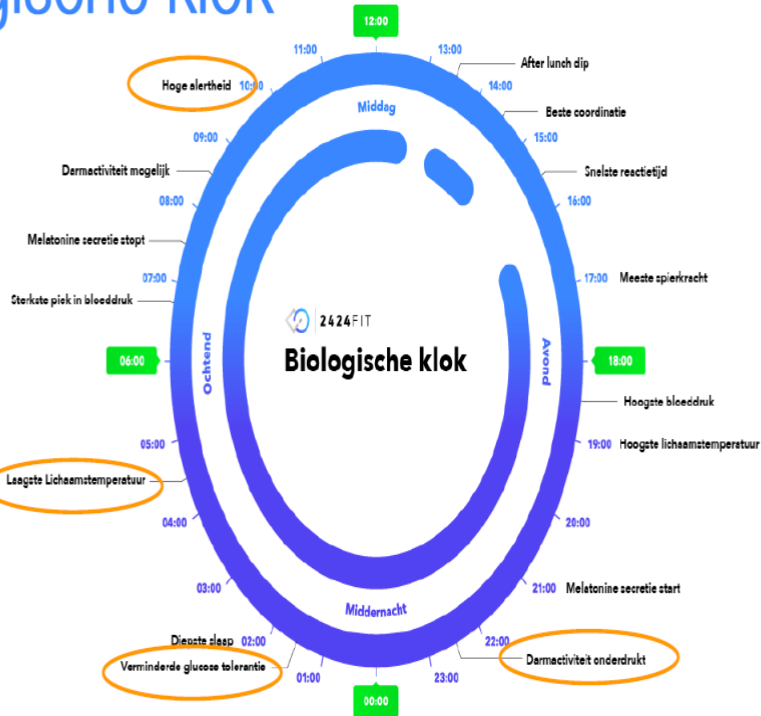 klok
12:00
11:00
13:00
After lunch dip
Hoge alertheid
10:00
14:00
Middag
Beste coordinatie
09:00
15:00
Darmactiviteit mogelijk
Snelste reactietijd
08:00
16:00
Melatonine secretie stopt
07:00
17:00
Meeste spierkracht
Sterkste piek in bloeddruk
2424FIT
Biologische klok
Ochtend
Avond
06:00
18:00
Hoogste bloeddruk
05:00
19:00
Hoogste lichaamstemperatuur
Laagste Lichaamstemperatuur
04:00
20:00
03:00
21:00
Melatonine secretie start
Middernacht
Diepste slaap
02:00
22:00
Verminderde glucose tolerantie
Darmactiviteit onderdrukt
01:00
23:00
00:00